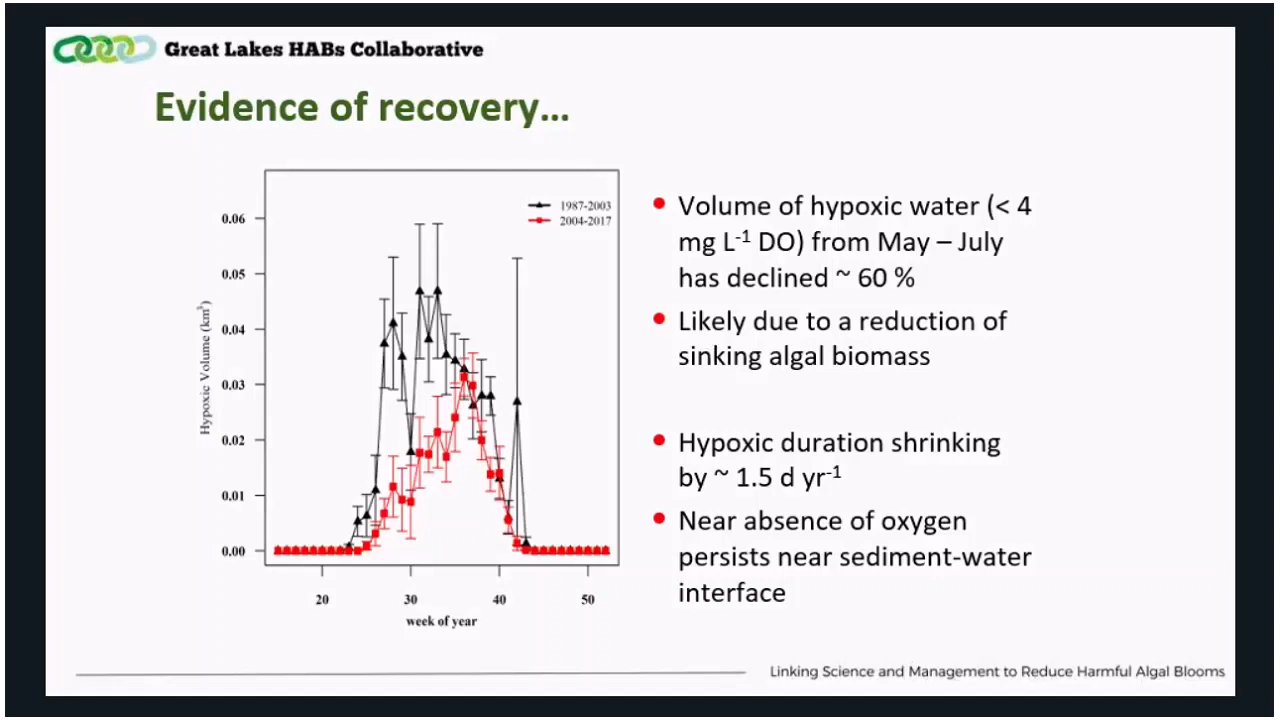 Great Lakes HABs Collaborative
Evidence of recovery...
1987-2003
2004-2017
0.06
0.05
0.04
0.03
0.02
0.01
0.00
Hypoxic Volume (km³)
20 30 40 50
week of year
• Volume of hypoxic water (< 4
mg L⁻¹ DO) from May – July
has declined ~ 60 %
• Likely due to a reduction of
sinking algal biomass
• Hypoxic duration shrinking
by ~ 1.5 d yr⁻¹
• Near absence of oxygen
persists near sediment-water
interface
Linking Science and Management to Reduce Harmful Algal Blooms